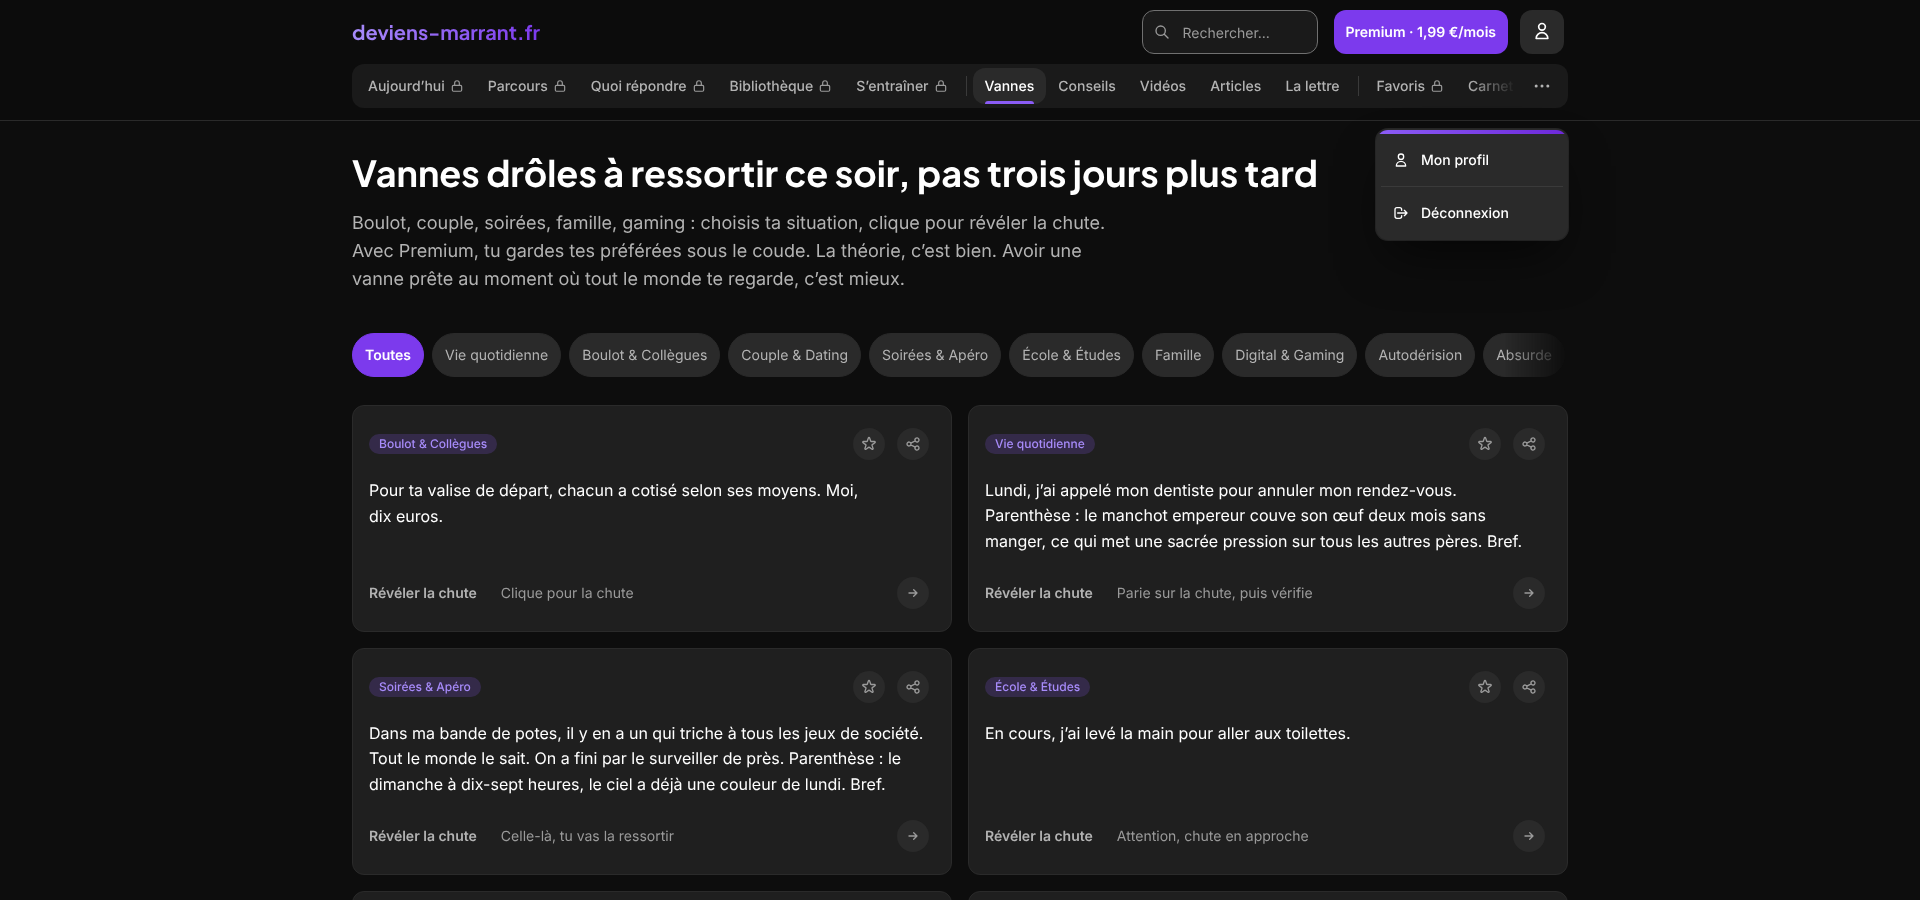 deviens-marrant.fr
Rechercher...
Premium · 1,99 €/mois
Aujourd’hui
Parcours
Quoi répondre
Bibliothèque
S’entraîner
Vannes
Conseils
Vidéos
Articles
La lettre
Favoris
Carnet
Mon profil
Déconnexion
Vannes drôles à ressortir ce soir, pas trois jours plus tard
Boulot, couple, soirées, famille, gaming : choisis ta situation, clique pour révéler la chute.
Avec Premium, tu gardes tes préférées sous le coude. La théorie, c’est bien. Avoir une
vanne prête au moment où tout le monde te regarde, c’est mieux.
Toutes
Vie quotidienne
Boulot & Collègues
Couple & Dating
Soirées & Apéro
École & Études
Famille
Digital & Gaming
Autodérision
Absurde
Boulot & Collègues
Pour ta valise de départ, chacun a cotisé selon ses moyens. Moi,
dix euros.
Révéler la chute
Clique pour la chute
Vie quotidienne
Lundi, j’ai appelé mon dentiste pour annuler mon rendez-vous.
Parenthèse : le manchot empereur couve son œuf deux mois sans
manger, ce qui met une sacrée pression sur tous les autres pères. Bref.
Révéler la chute
Parie sur la chute, puis vérifie
Soirées & Apéro
Dans ma bande de potes, il y en a un qui triche à tous les jeux de société.
Tout le monde le sait. On a fini par le surveiller de près. Parenthèse : le
dimanche à dix-sept heures, le ciel a déjà une couleur de lundi. Bref.
Révéler la chute
Celle-là, tu vas la ressortir
École & Études
En cours, j’ai levé la main pour aller aux toilettes.
Révéler la chute
Attention, chute en approche